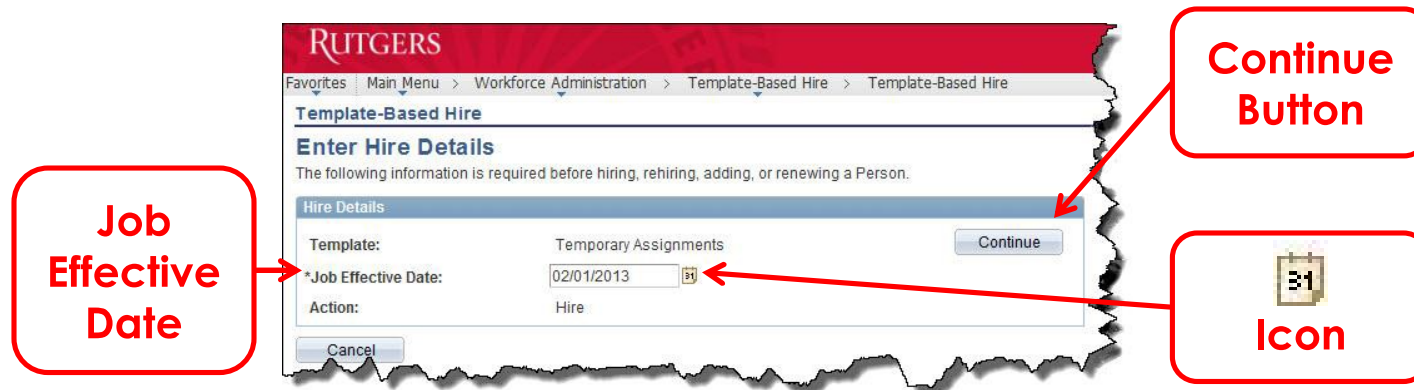 RUTGERS
Favorites Main Menu > Workforce Administration > Template-Based Hire > Template-Based Hire
Template-Based Hire
Enter Hire Details
The following information is required before hiring, rehiring, adding, or renewing a Person.
Hire Details
Template: Temporary Assignments Continue
*Job Effective Date: 02/01/2013 31
Action: Hire
Cancel
Job
Effective
Date
Continue
Button
31
Icon